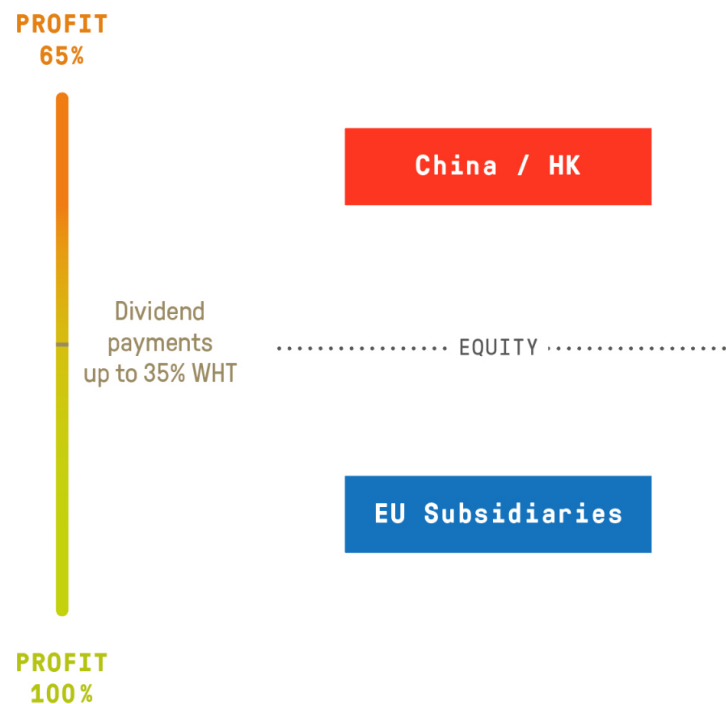 PROFIT
65%
China / HK
Dividend
payments
up to 35% WHT
EQUITY
EU Subsidiaries
PROFIT
100%